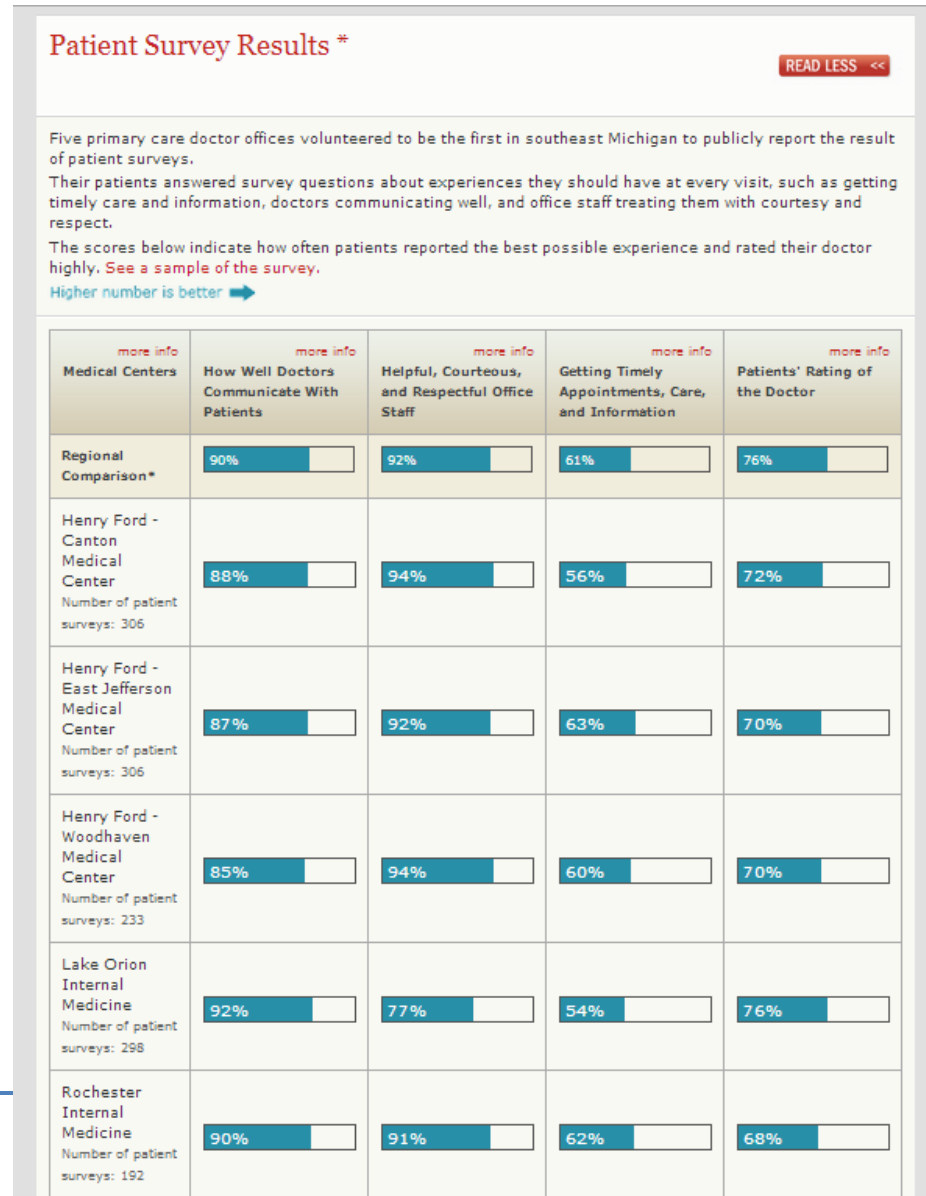 Patient Survey Results *
READ LESS <<
Five primary care doctor offices volunteered to be the first in southeast Michigan to publicly report the result
of patient surveys.
Their patients answered survey questions about experiences they should have at every visit, such as getting
timely care and information, doctors communicating well, and office staff treating them with courtesy and
respect.
The scores below indicate how often patients reported the best possible experience and rated their doctor
highly. See a sample of the survey.
Higher number is better
more info
Medical Centers
more info
How Well Doctors
Communicate With
Patients
more info
Helpful, Courteous,
and Respectful Office
Staff
more info
Getting Timely
Appointments, Care,
and Information
more info
Patients' Rating of
the Doctor
Regional
Comparison*
90%
92%
61%
76%
Henry Ford -
Canton
Medical
Center
Number of patient
surveys: 306
88%
94%
56%
72%
Henry Ford -
East Jefferson
Medical
Center
Number of patient
surveys: 306
87%
92%
63%
70%
Henry Ford -
Woodhaven
Medical
Center
Number of patient
surveys: 233
85%
94%
60%
70%
Lake Orion
Internal
Medicine
Number of patient
surveys: 298
92%
77%
54%
76%
Rochester
Internal
Medicine
Number of patient
surveys: 192
90%
91%
62%
68%